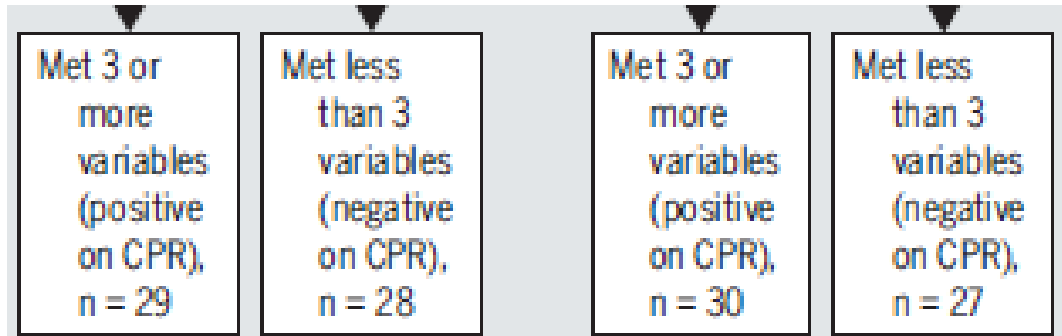 Met 3 or
more
variables
(positive
on CPR),
n = 29
Met less
than 3
variables
(negative
on CPR),
n = 28
Met 3 or
more
variables
(positive
on CPR),
n = 30
Met less
than 3
variables
(negative
on CPR),
n = 27